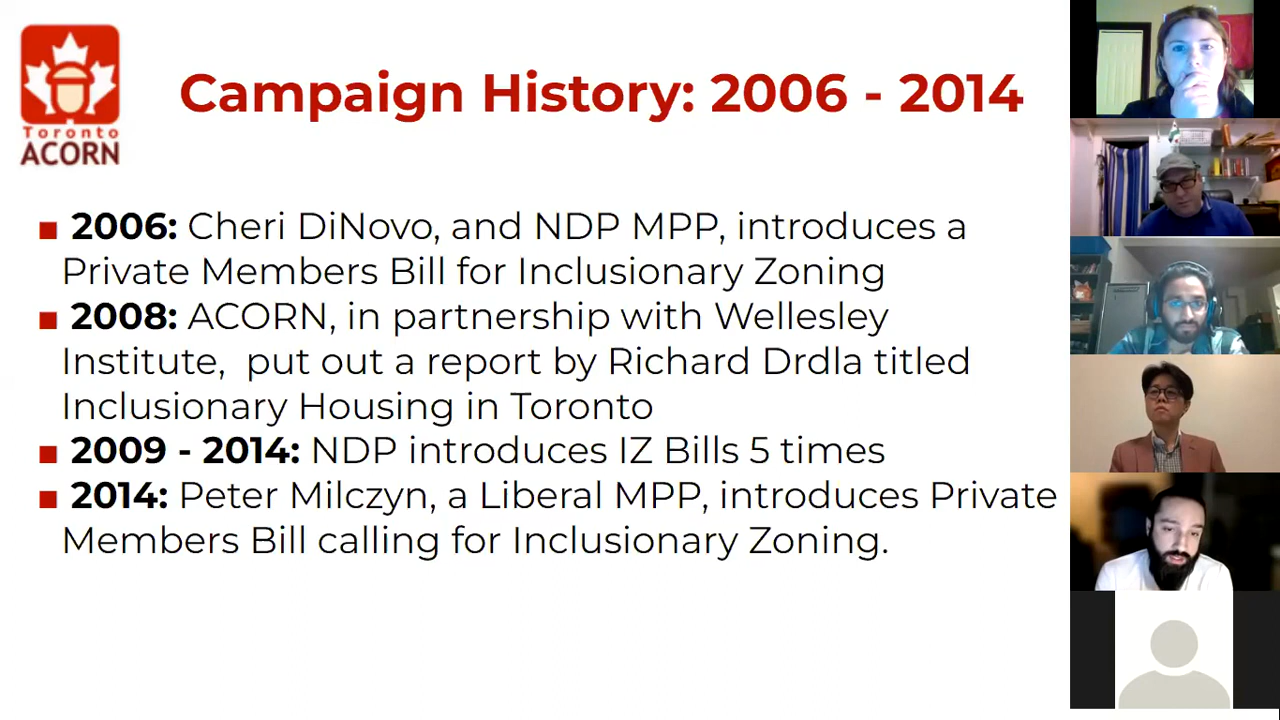 Toronto
ACORN
Campaign History: 2006 - 2014
■ 2006: Cheri DiNovo, and NDP MPP, introduces a
Private Members Bill for Inclusionary Zoning
■ 2008: ACORN, in partnership with Wellesley
Institute,  put out a report by Richard Drdla titled
Inclusionary Housing in Toronto
■ 2009 - 2014: NDP introduces IZ Bills 5 times
■ 2014: Peter Milczyn, a Liberal MPP, introduces Private
Members Bill calling for Inclusionary Zoning.